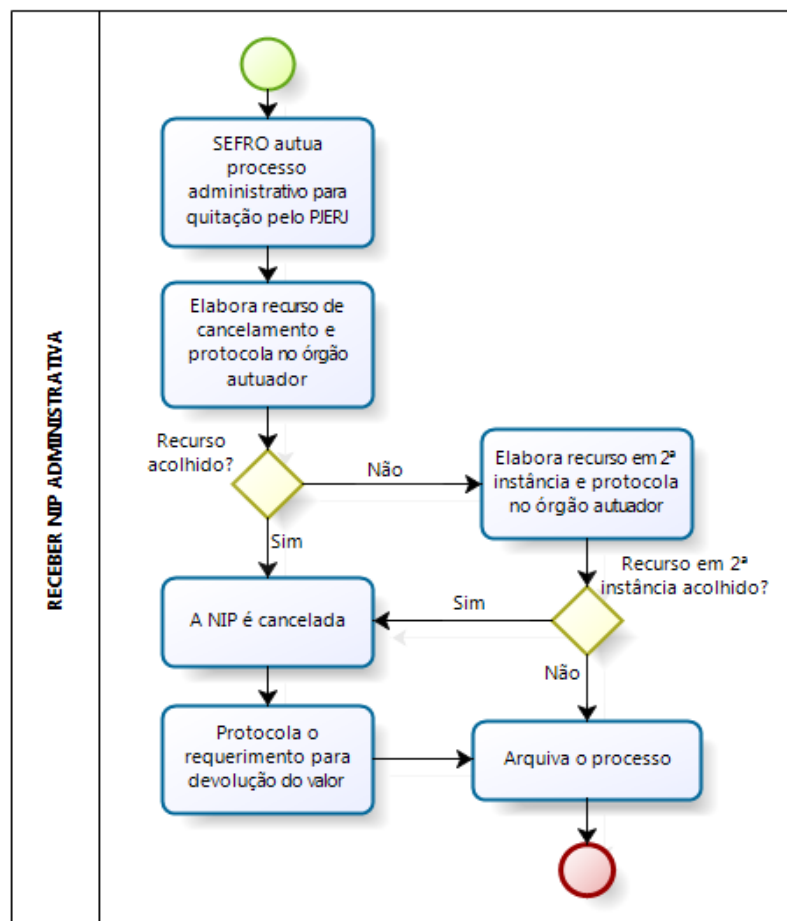 RECEBER NIP ADMINISTRATIVA
SEFRO autua
processo
administrativo para
quitação pelo PJERJ
Elabora recurso de
cancelamento e
protocola no órgão
autuador
Recurso
acolhido?
Não
Elabora recurso em 2ª
instância e protocola
no órgão autuador
Sim
Recurso em 2ª
instância acolhido?
A NIP é cancelada
Sim
Não
Protocola o
requerimento para
devolução do valor
Arquiva o processo